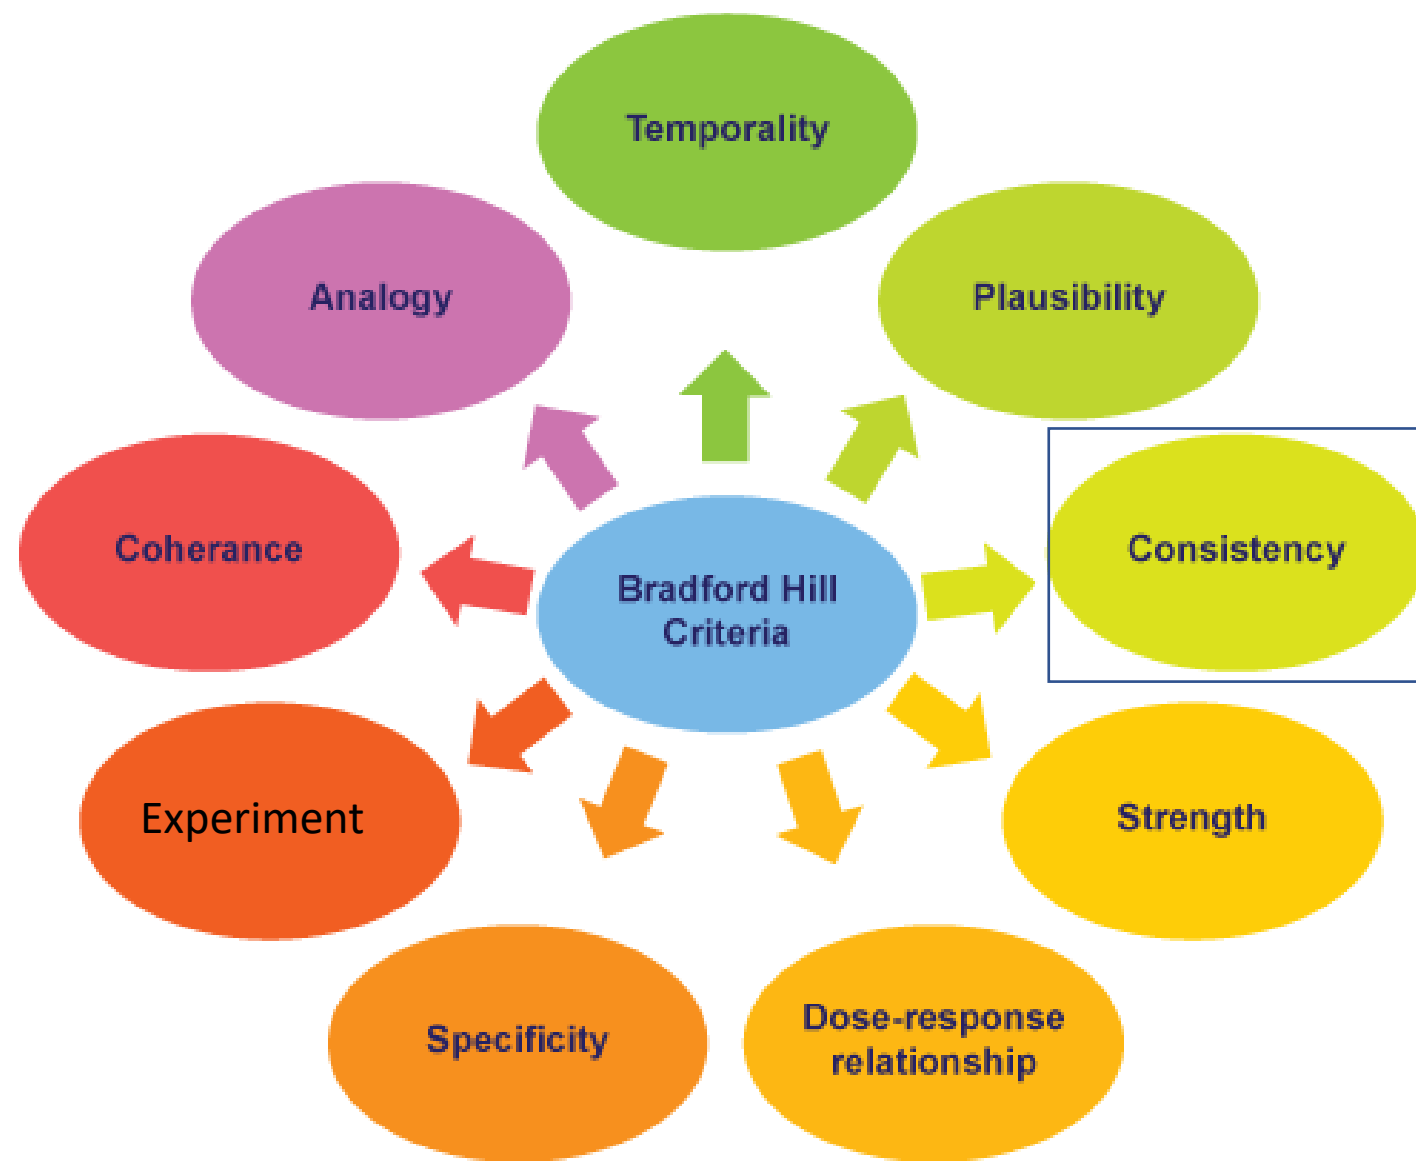 Temporality
Analogy
Plausibility
Coherance
Consistency
Bradford Hill
Criteria
Experiment
Strength
Specificity
Dose-response
relationship